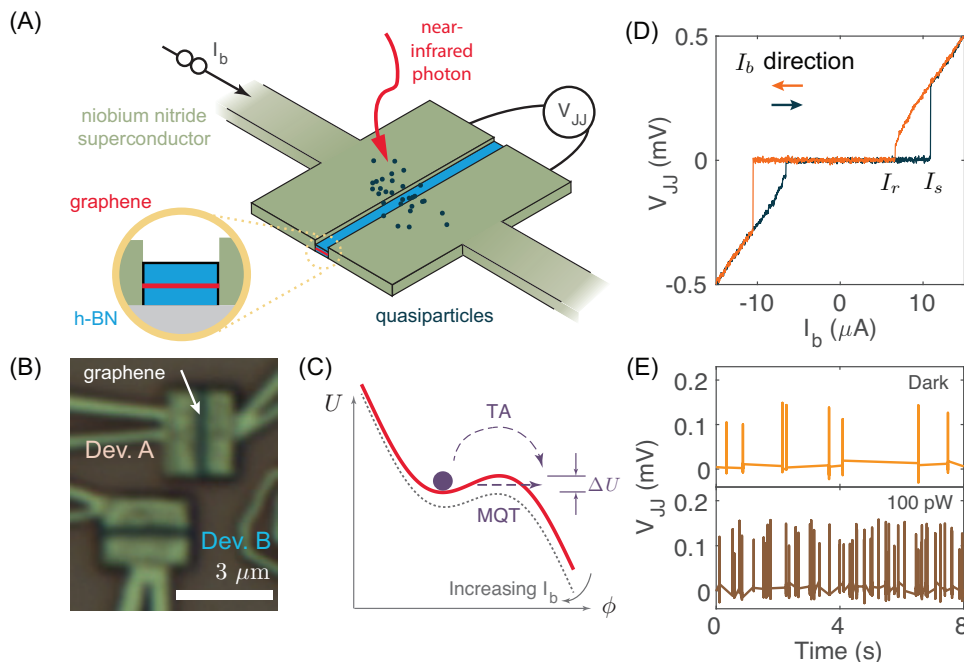 (A)
I_b
near-
infrared
photon
niobium nitride
superconductor
V_JJ
graphene
h-BN
quasiparticles
(B)
graphene
Dev. A
Dev. B
3 μm
(C)
U
TA
ΔU
MQT
Increasing I_b
ϕ
(D)
V_JJ (mV)
0.5
0
-0.5
I_b direction
I_r
I_s
-10
0
10
I_b (μA)
(E)
V_JJ (mV)
0.2
0.1
0
Dark
0.2
0.1
0
100 pW
0
4
8
Time (s)